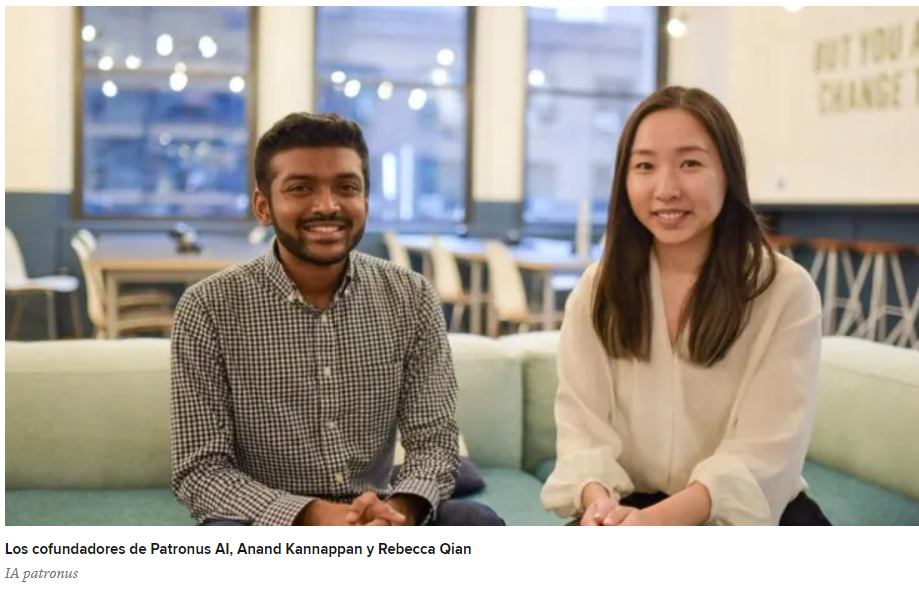 BUT YOU
CHANGE
Los cofundadores de Patronus AI, Anand Kannappan y Rebecca Qian
IA patronus